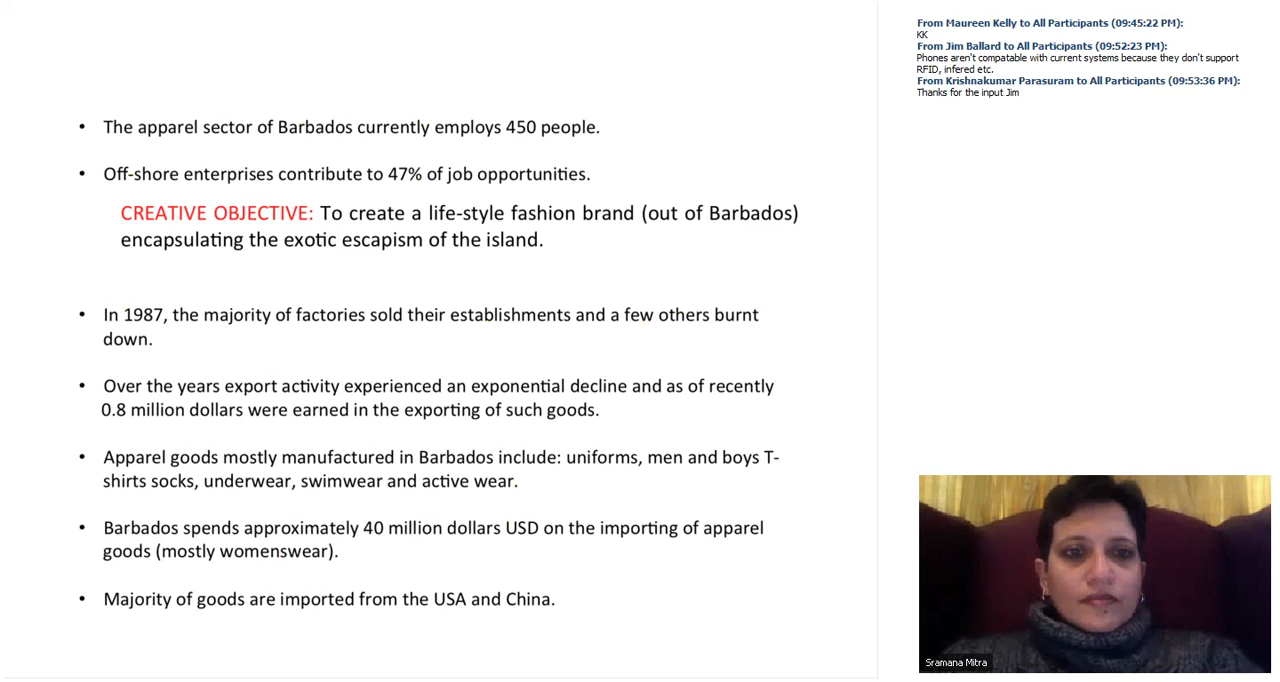 • The apparel sector of Barbados currently employs 450 people.
• Off-shore enterprises contribute to 47% of job opportunities.
CREATIVE OBJECTIVE: To create a life-style fashion brand (out of Barbados)
encapsulating the exotic escapism of the island.
• In 1987, the majority of factories sold their establishments and a few others burnt
down.
• Over the years export activity experienced an exponential decline and as of recently
0.8 million dollars were earned in the exporting of such goods.
• Apparel goods mostly manufactured in Barbados include: uniforms, men and boys T-
shirts socks, underwear, swimwear and active wear.
• Barbados spends approximately 40 million dollars USD on the importing of apparel
goods (mostly womenswear).
• Majority of goods are imported from the USA and China.
From Maureen Kelly to All Participants (09:45:22 PM):
KK
From Jim Ballard to All Participants (09:52:23 PM):
Phones aren't compatable with current systems because they don't support
RFID, infered etc.
From Krishnakumar Parasuram to All Participants (09:53:36 PM):
Thanks for the input Jim
Sramana Mitra